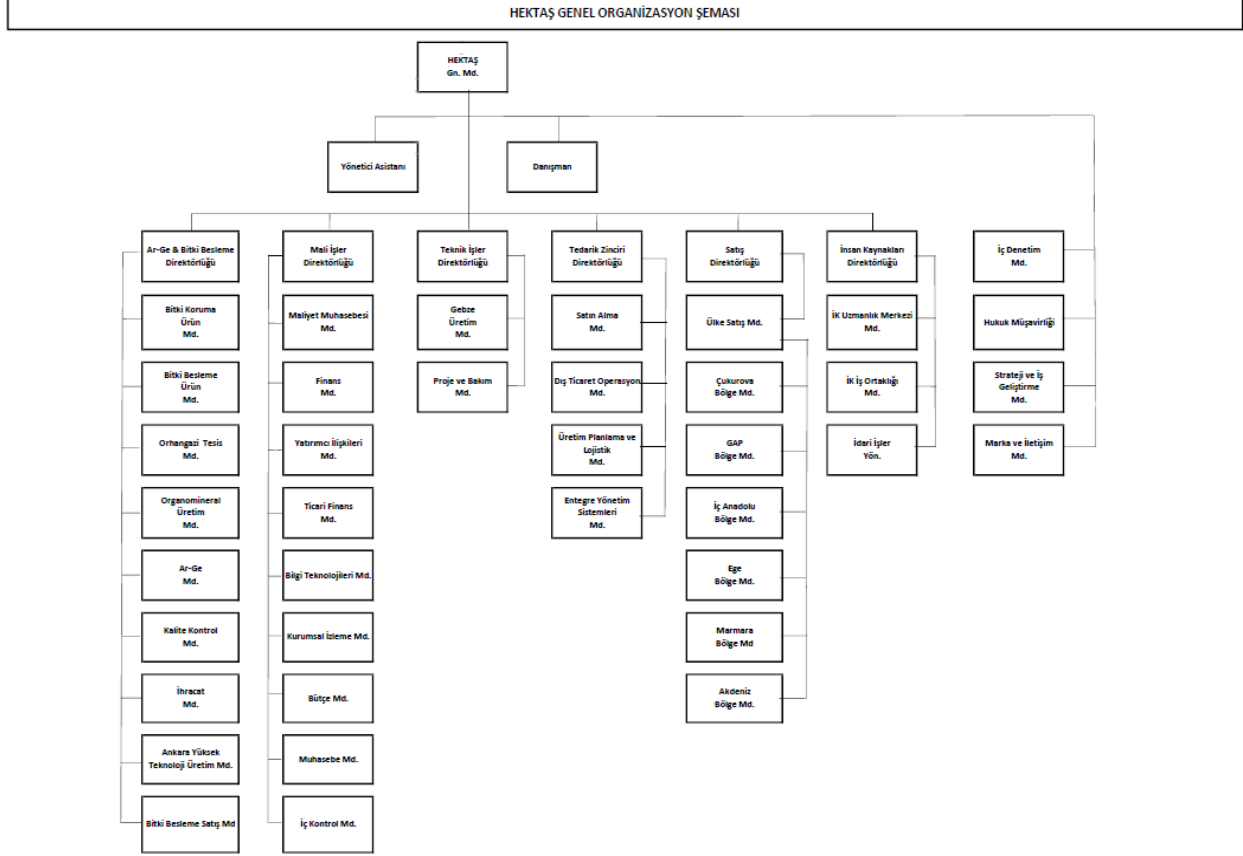 HEKTAŞ GENEL ORGANİZASYON ŞEMASI
HEKTAŞ
Gn. Md.
Yönetici Asistanı
Danışman
Ar-Ge & Bitki Besleme
Direktörlüğü
Bitki Koruma
Ürün
Md.
Bitki Besleme
Ürün
Md.
Orhangazi Tesis
Md.
Organomineral
Üretim
Md.
Ar-Ge
Md.
Kalite Kontrol
Md.
İhracat
Md.
Ankara Yüksek
Teknoloji Üretim Md.
Bitki Besleme Satış Md
Mali İşler
Direktörlüğü
Maliyet Muhasebesi
Md.
Finans
Md.
Yatırımcı İlişkileri
Md.
Ticari Finans
Md.
Bilgi Teknolojileri Md.
Kurumsal İzleme Md.
Bütçe Md.
Muhasebe Md.
İç Kontrol Md.
Teknik İşler
Direktörlüğü
Gebze
Üretim
Md.
Proje ve Bakım
Md.
Tedarik Zinciri
Direktörlüğü
Satın Alma
Md.
Dış Ticaret Operasyon
Md.
Üretim Planlama ve
Lojistik
Md.
Entegre Yönetim
Sistemleri
Md.
Satış
Direktörlüğü
Ülke Satış Md.
Çukurova
Bölge Md.
GAP
Bölge Md.
İç Anadolu
Bölge Md.
Ege
Bölge Md.
Marmara
Bölge Md
Akdeniz
Bölge Md.
İnsan Kaynakları
Direktörlüğü
İK Uzmanlık Merkezi
Md.
İK İş Ortaklığı
Md.
İdari İşler
Yön.
İç Denetim
Md.
Hukuk Müşavirliği
Strateji ve İş
Geliştirme
Md.
Marka ve İletişim
Md.